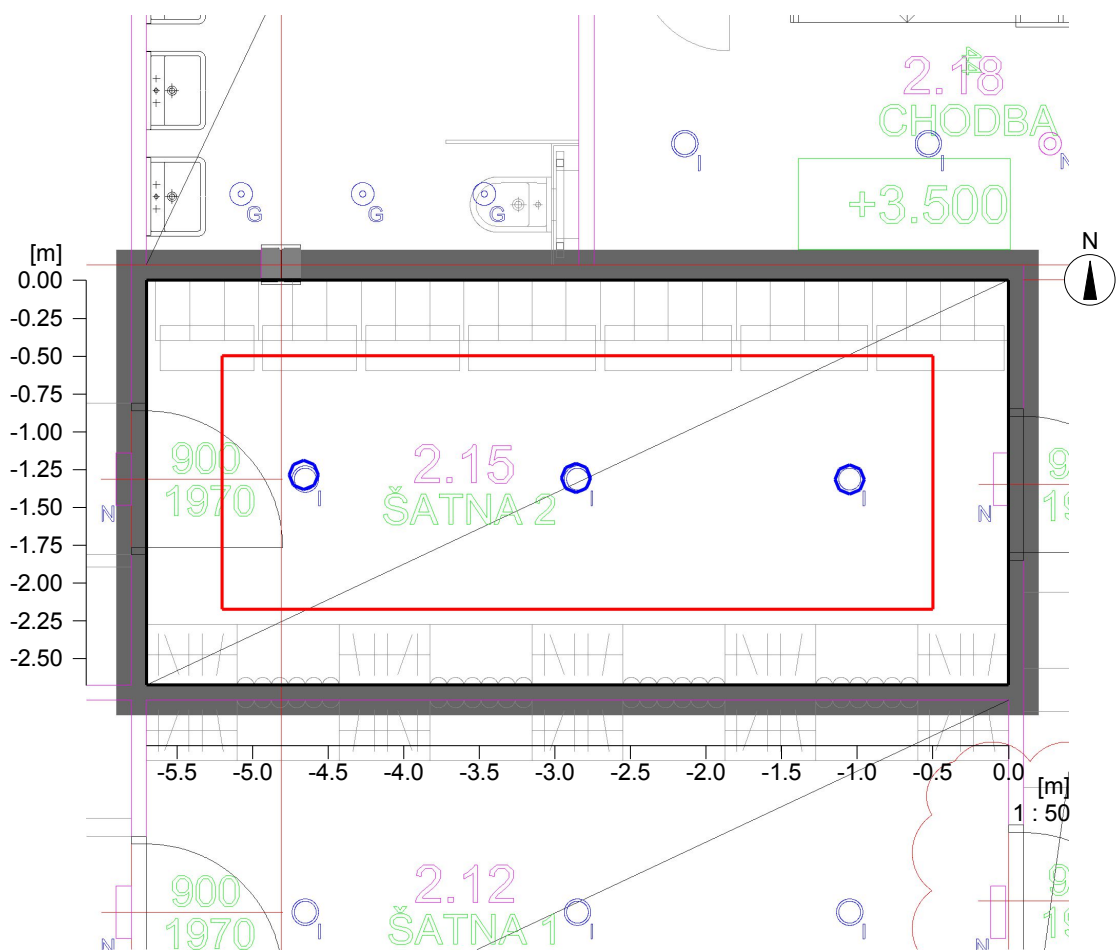 2.18
CHODBA
I
I
N
+3.500
G
G
G
[m]
N
0.00
-0.25
-0.50
-0.75
-1.00
-1.25
-1.50
-1.75
-2.00
-2.25
-2.50
900
1970
N
2.15
ŠATNA 2
I
I
I
N
-5.5
-5.0
-4.5
-4.0
-3.5
-3.0
-2.5
-2.0
-1.5
-1.0
-0.5
0.0
[m]
1 : 50
900
1970
N
2.12
ŠATNA 1
I
I
I
N